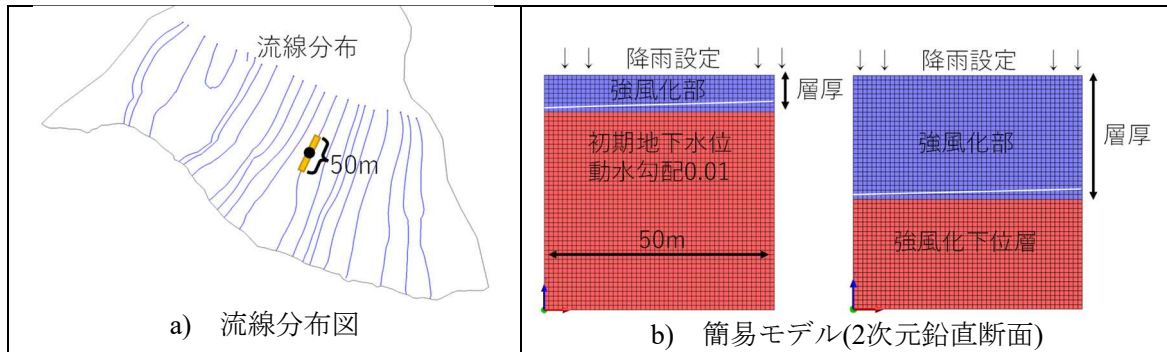 流線分布
50m
a) 流線分布図
降雨設定
強風化部
層厚
初期地下水位
動水勾配0.01
50m
降雨設定
強風化部
層厚
強風化下位層
b) 簡易モデル(2次元鉛直断面)